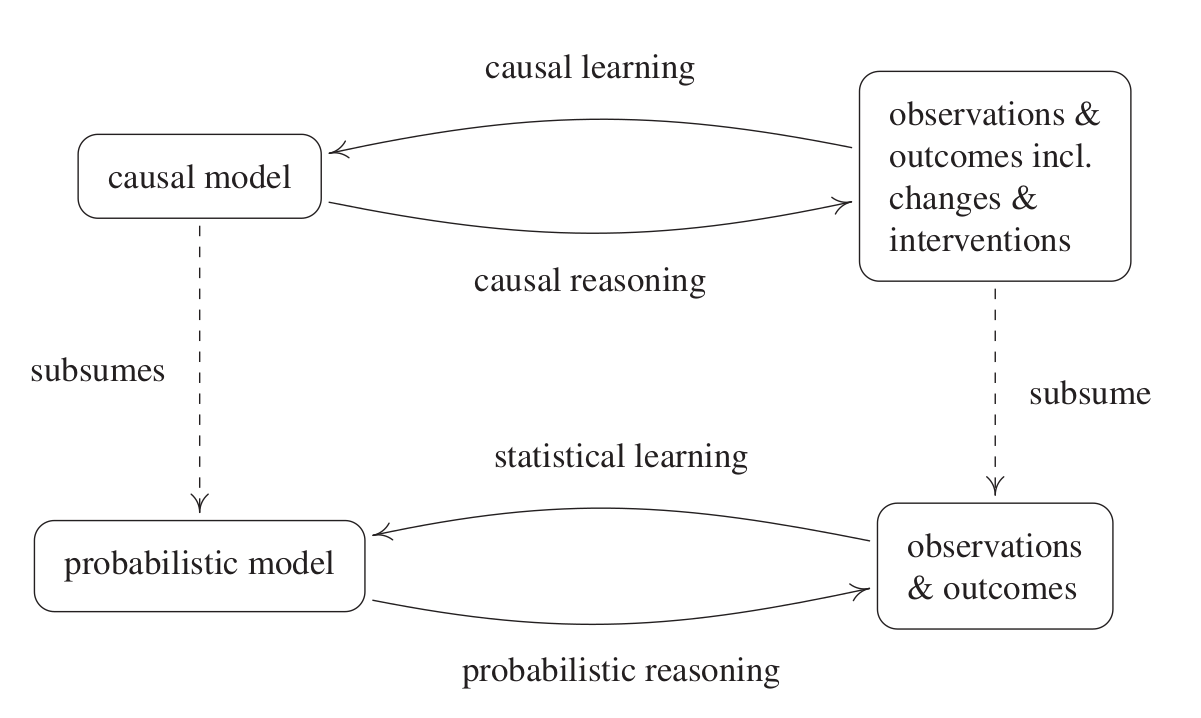 causal learning
observations &
outcomes incl.
changes &
interventions
causal model
causal reasoning
subsumes
subsume
statistical learning
probabilistic model
observations
& outcomes
probabilistic reasoning